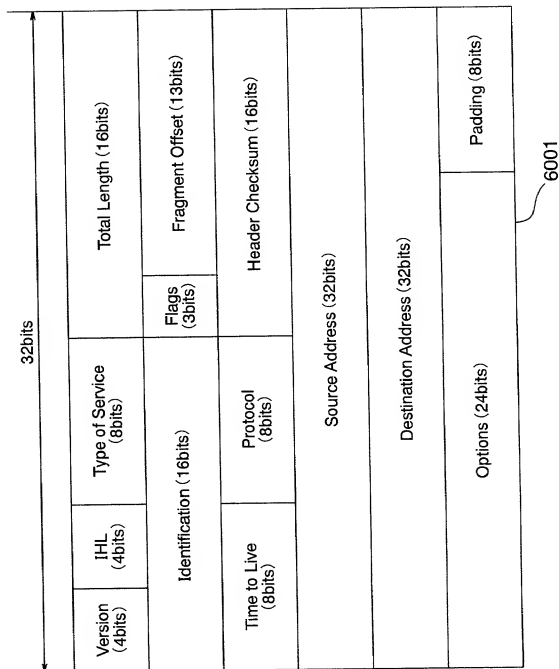 32bits
Version
(4bits)
IHL
(4bits)
Type of Service
(8bits)
Total Length (16bits)
Identification (16bits)
Flags
(3bits)
Fragment Offset (13bits)
Time to Live
(8bits)
Protocol
(8bits)
Header Checksum (16bits)
Source Address (32bits)
Destination Address (32bits)
Options (24bits)
Padding (8bits)
6001